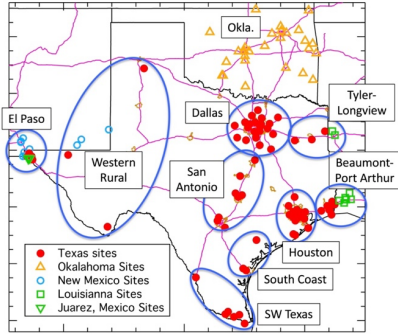 Okla.
Dallas
Tyler-
Longview
El Paso
Western
Rural
San
Antonio
Beaumont-
Port Arthur
Houston
South Coast
SW Texas
Texas sites
Okalahoma Sites
New Mexico Sites
Louisianna Sites
Juarez, Mexico Sites